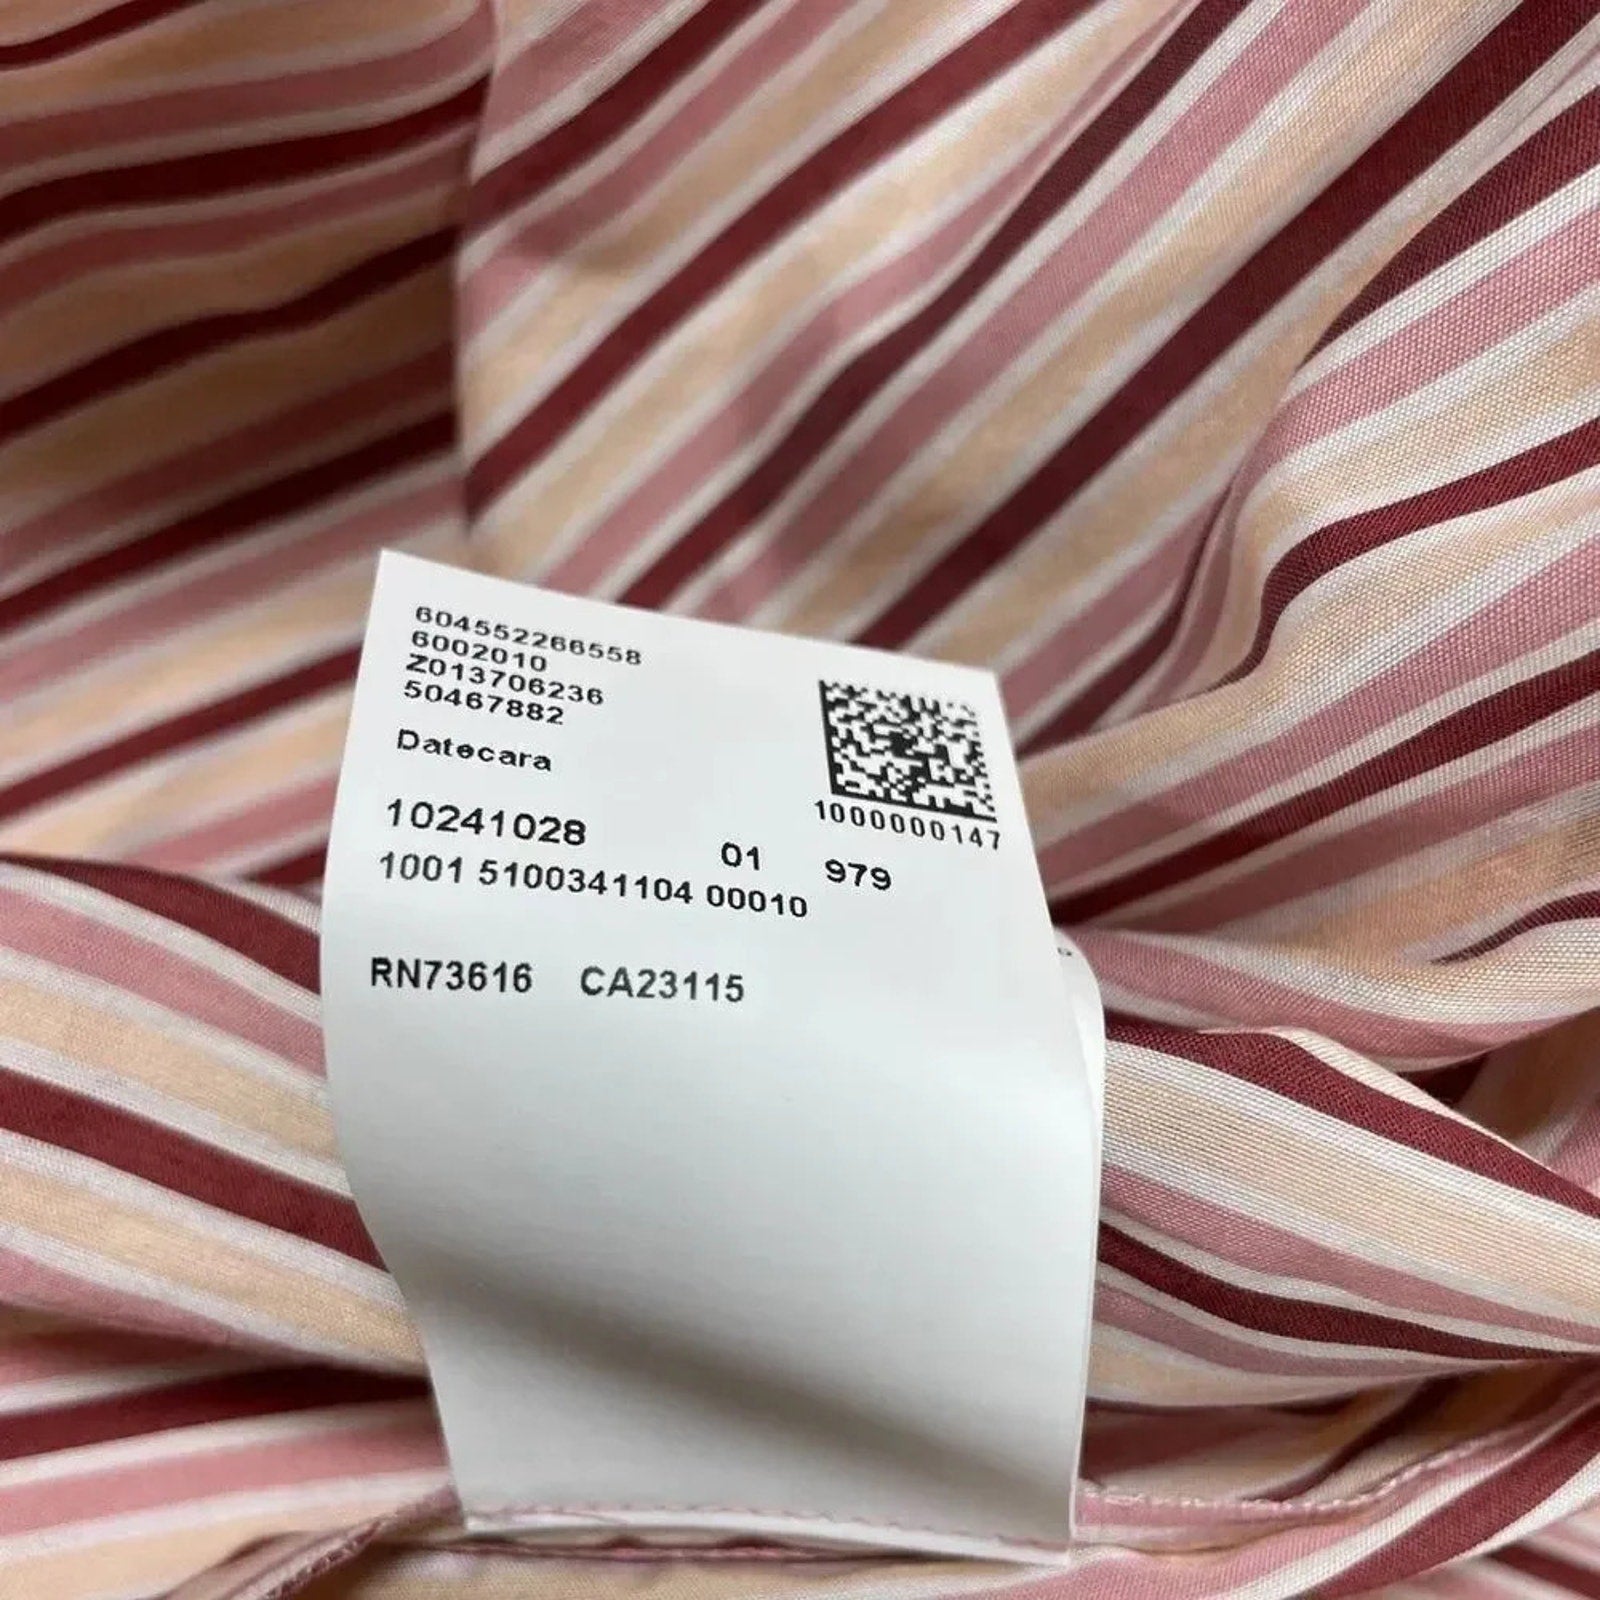 604552266558
6002010
Z013706236
50467882
Datecara
1000000147
10241028 01 979
1001 5100341104 00010
RN73616 CA23115